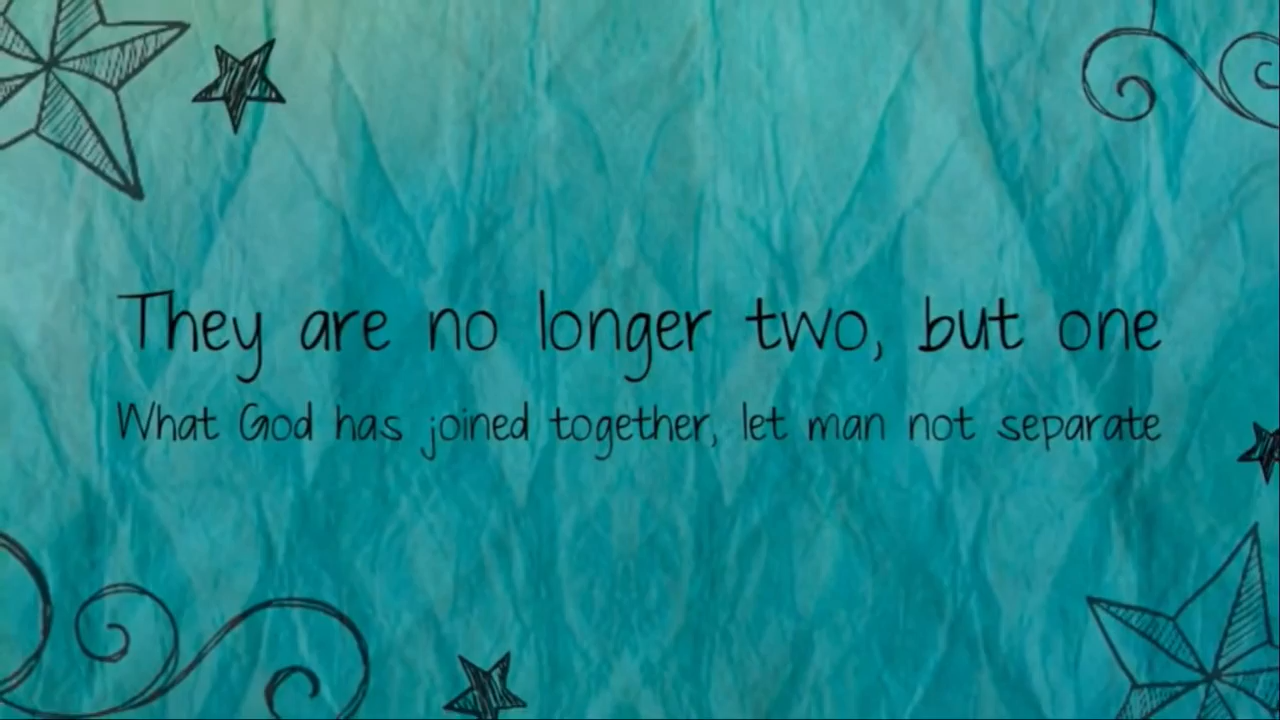 They are no longer two, but one
What God has joined together, let man not separate